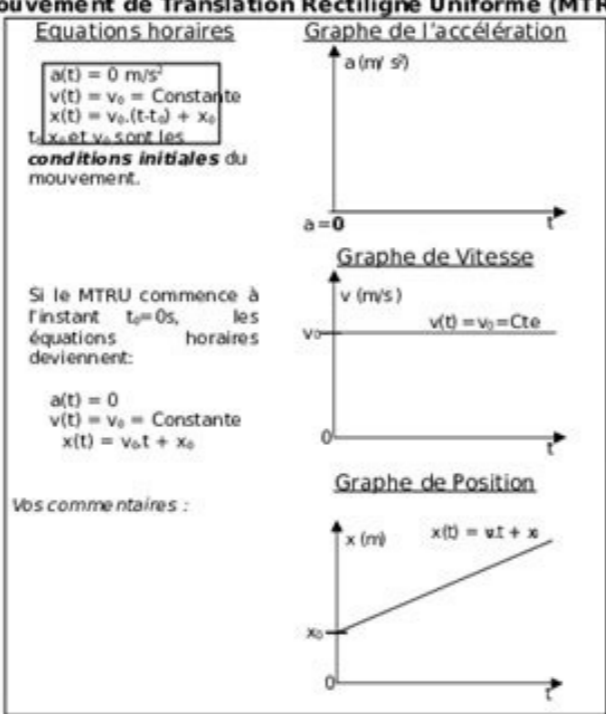 ouvement de Translation Rectiligne Uniforme (MTR
Equations horaires
a(t) = 0 m/s²
v(t) = v₀ = Constante
x(t) = v₀.(t-t₀) + x₀
t₀ x₀ et v₀ sont les
conditions initiales du
mouvement.
Si le MTRU commence à
l'instant t₀=0s, les
équations horaires
deviennent:
a(t) = 0
v(t) = v₀ = Constante
x(t) = v₀.t + x₀
Vos commentaires :
Graphe de l'accélération
a (m/ s²)
a=0
t
Graphe de Vitesse
v (m/s)
v(t) =v₀=Cte
v₀
0
t
Graphe de Position
x (m)
x(t) = v.t + x₀
x₀
0
t